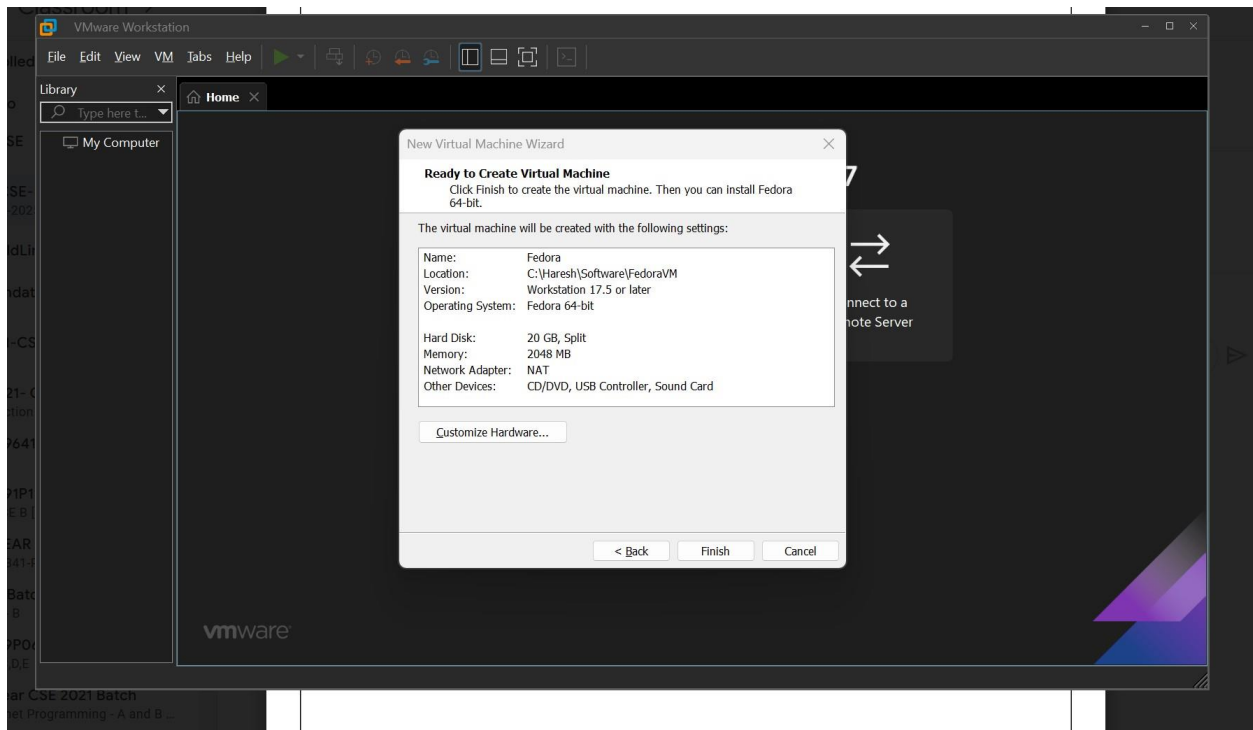 Classroom
VMware Workstation
File Edit View VM Tabs Help
Library
Home
Type here t...
My Computer
New Virtual Machine Wizard
Ready to Create Virtual Machine
Click Finish to create the virtual machine. Then you can install Fedora
64-bit.
The virtual machine will be created with the following settings:
Name: Fedora
Location: C:\Haresh\Software\FedoraVM
Version: Workstation 17.5 or later
Operating System: Fedora 64-bit
Hard Disk: 20 GB, Split
Memory: 2048 MB
Network Adapter: NAT
Other Devices: CD/DVD, USB Controller, Sound Card
Customize Hardware...
< Back Finish Cancel
7
nnect to a
note Server
vmware
ar CSE 2021 Batch
net Programming - A and B ...